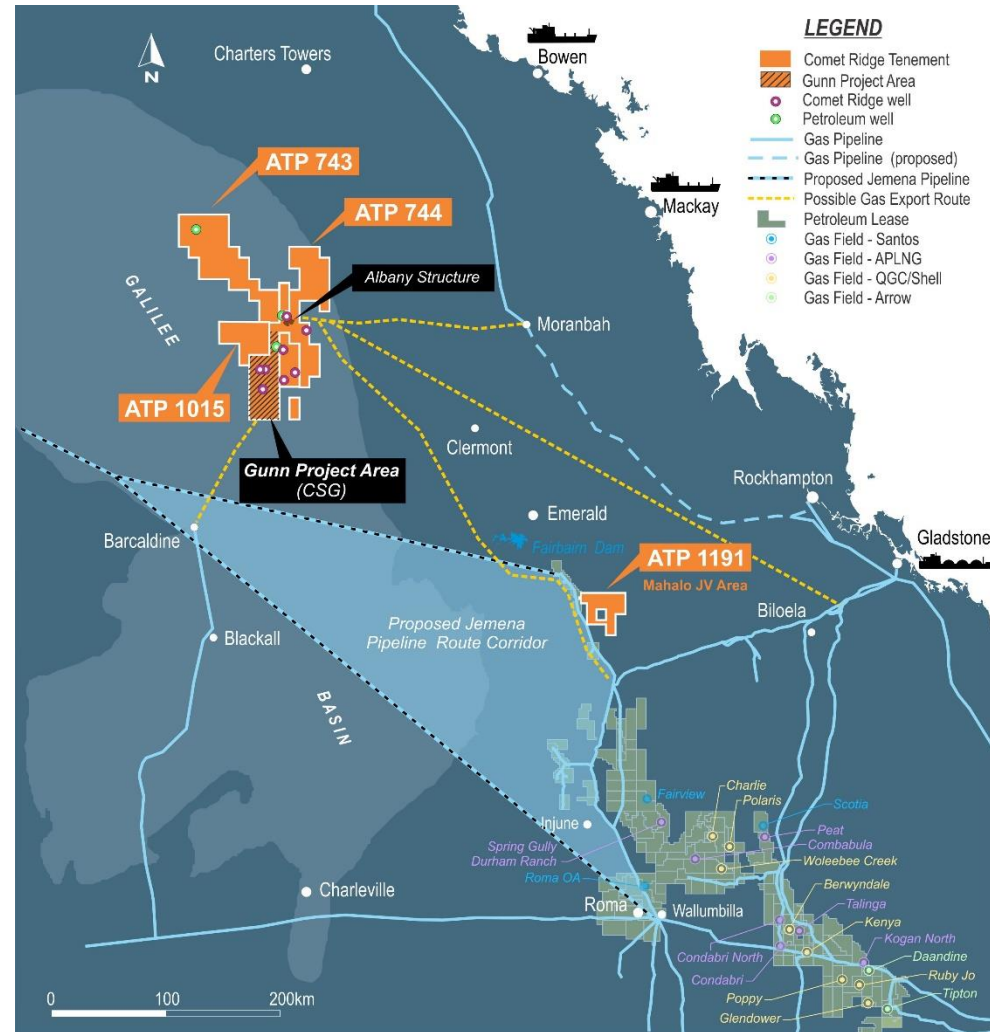 LEGEND
Comet Ridge Tenement
Gunn Project Area
Comet Ridge well
Petroleum well
Gas Pipeline
Gas Pipeline (proposed)
Proposed Jemena Pipeline
Possible Gas Export Route
Petroleum Lease
Gas Field - Santos
Gas Field - APLNG
Gas Field - QGC/Shell
Gas Field - Arrow
N
Charters Towers
Bowen
ATP 743
ATP 744
Mackay
Albany Structure
GALILEE
Moranbah
ATP 1015
Clermont
Gunn Project Area
(CSG)
Rockhampton
Emerald
Barcaldine
Fairbairn Dam
Gladstone
ATP 1191
Mahalo JV Area
Biloela
Blackall
Proposed Jemena
Pipeline Route Corridor
BASIN
Fairview
Charlie
Polaris
Scotia
Injune
Peat
Spring Gully
Durham Ranch
Combabula
Woleebee Creek
Roma OA
Berwyndale
Charleville
Roma
Wallumbilla
Talinga
Kenya
Condabri North
Kogan North
Condabri
Daandine
Poppy
Ruby Jo
Glendower
Tipton
0 100 200km